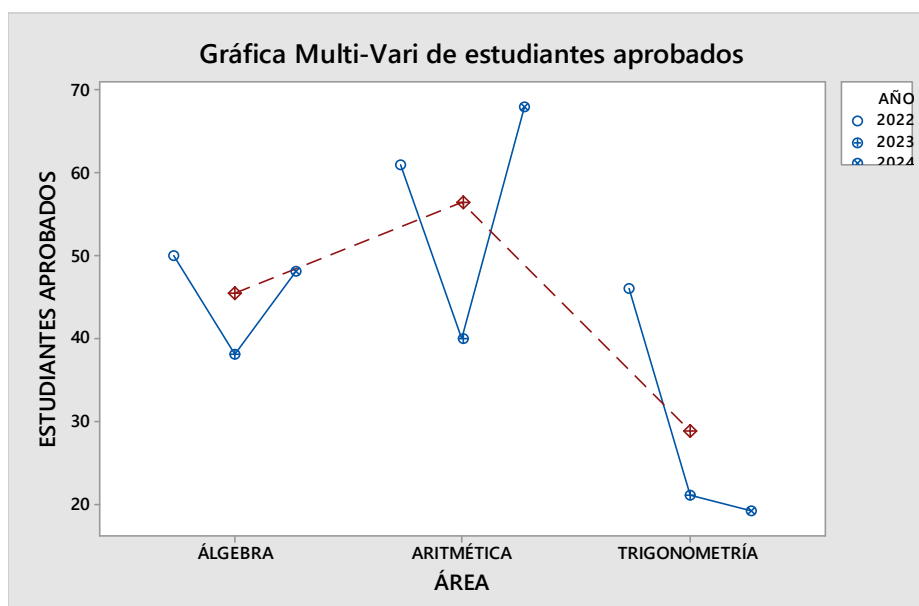 Gráfica Multi-Vari de estudiantes aprobados
70
60
50
40
30
20
ESTUDIANTES APROBADOS
ÁLGEBRA
ARITMÉTICA
TRIGONOMETRÍA
ÁREA
AÑO
2022
2023
2024